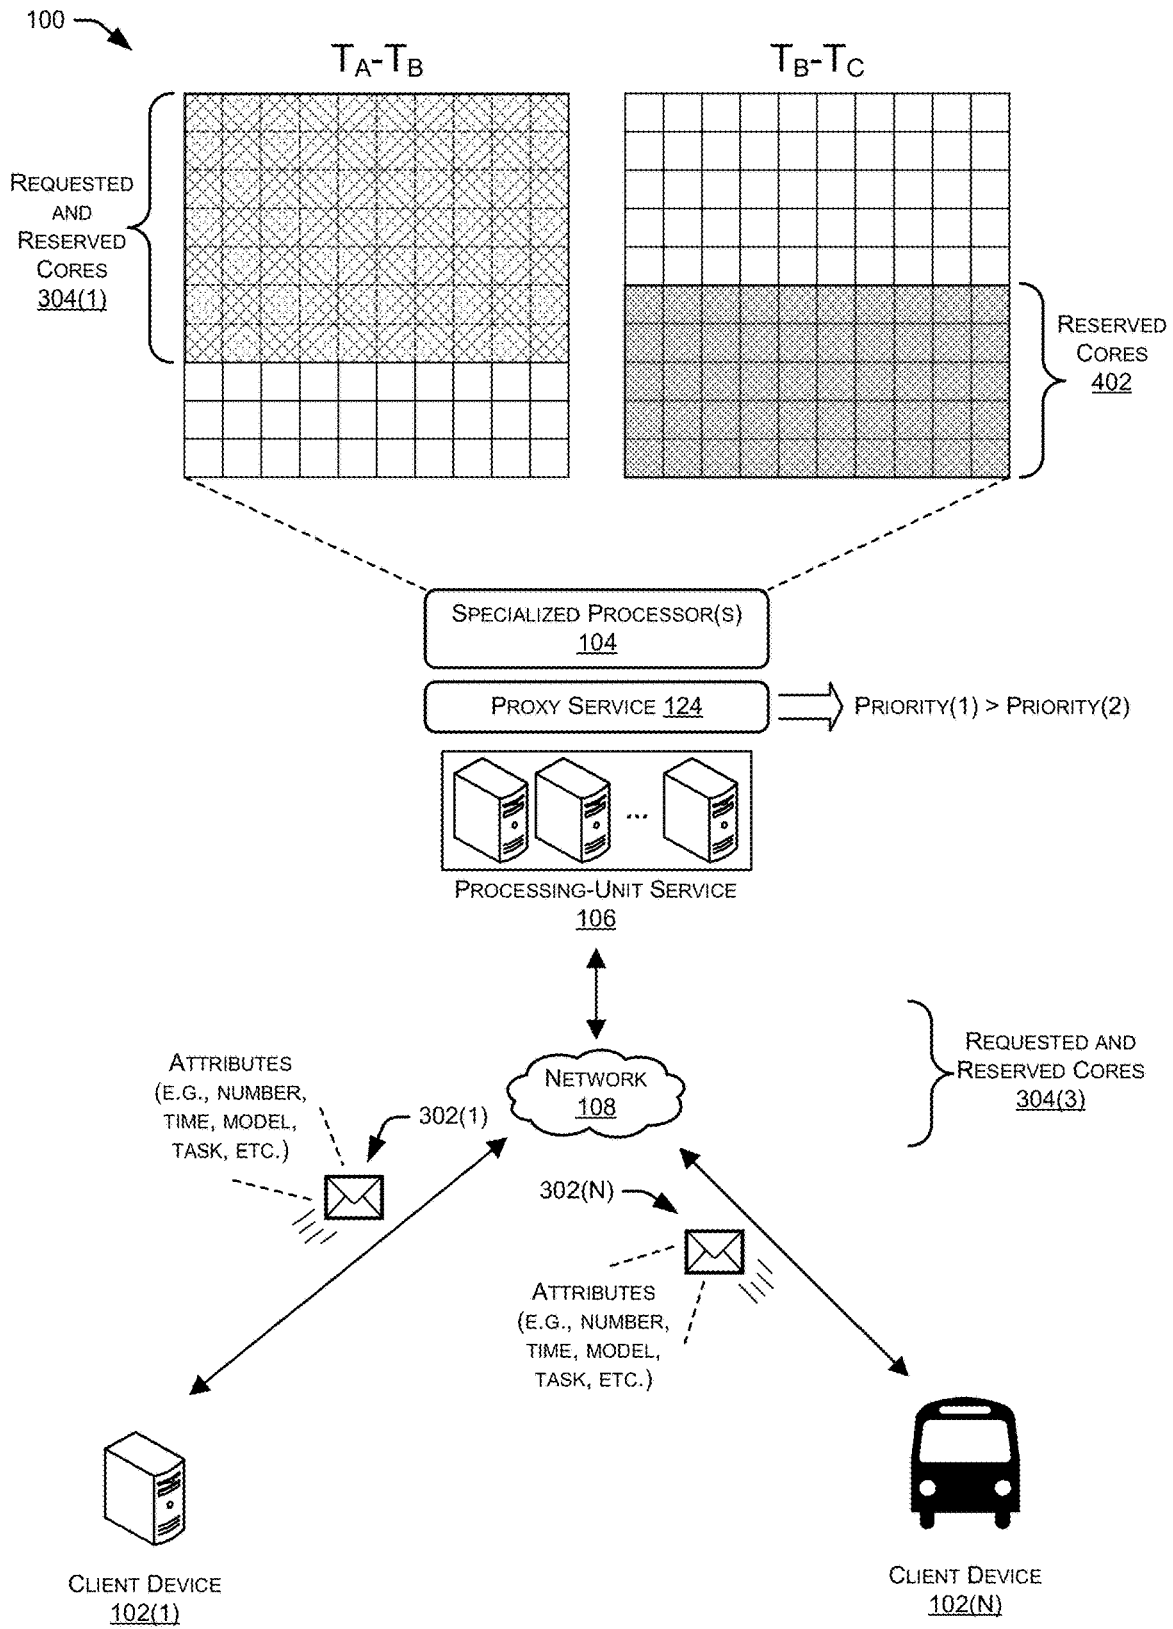 100
TA-TB
TB-TC
REQUESTED
AND
RESERVED
CORES
304(1)
RESERVED
CORES
402
SPECIALIZED PROCESSOR(S)
104
PROXY SERVICE 124
PRIORITY(1) > PRIORITY(2)
...
PROCESSING-UNIT SERVICE
106
NETWORK
108
REQUESTED AND
RESERVED CORES
304(3)
ATTRIBUTES
(E.G., NUMBER,
TIME, MODEL,
TASK, ETC.)
302(1)
302(N)
ATTRIBUTES
(E.G., NUMBER,
TIME, MODEL,
TASK, ETC.)
CLIENT DEVICE
102(1)
CLIENT DEVICE
102(N)